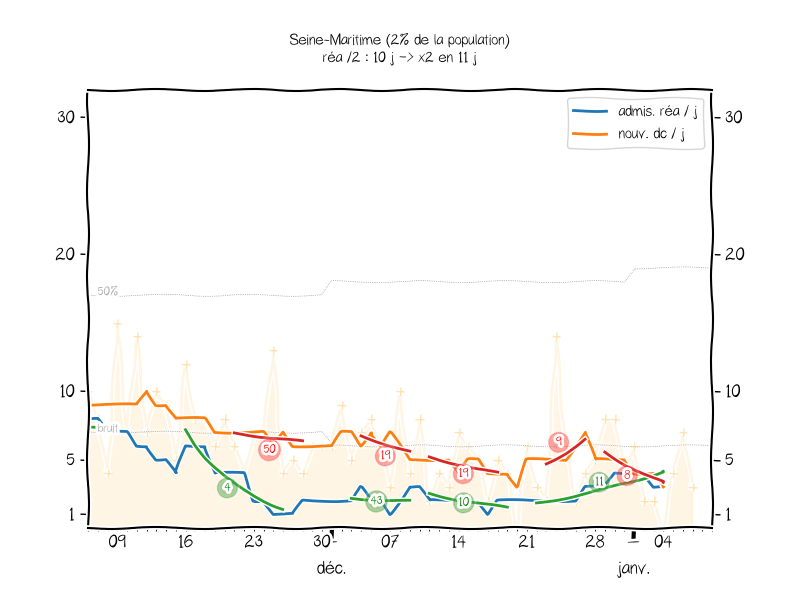 Seine-Maritime (2% de la population)
réa /2 : 10 j -> x2 en 11 j
admis. réa / j
nouv. dc / j
30 30
20 20
50%
10 10
bruit
9
50
19
19
5 5
11
8
4
43
10
1 1
09 16 23 30 07 14 21 28 04
déc. janv.